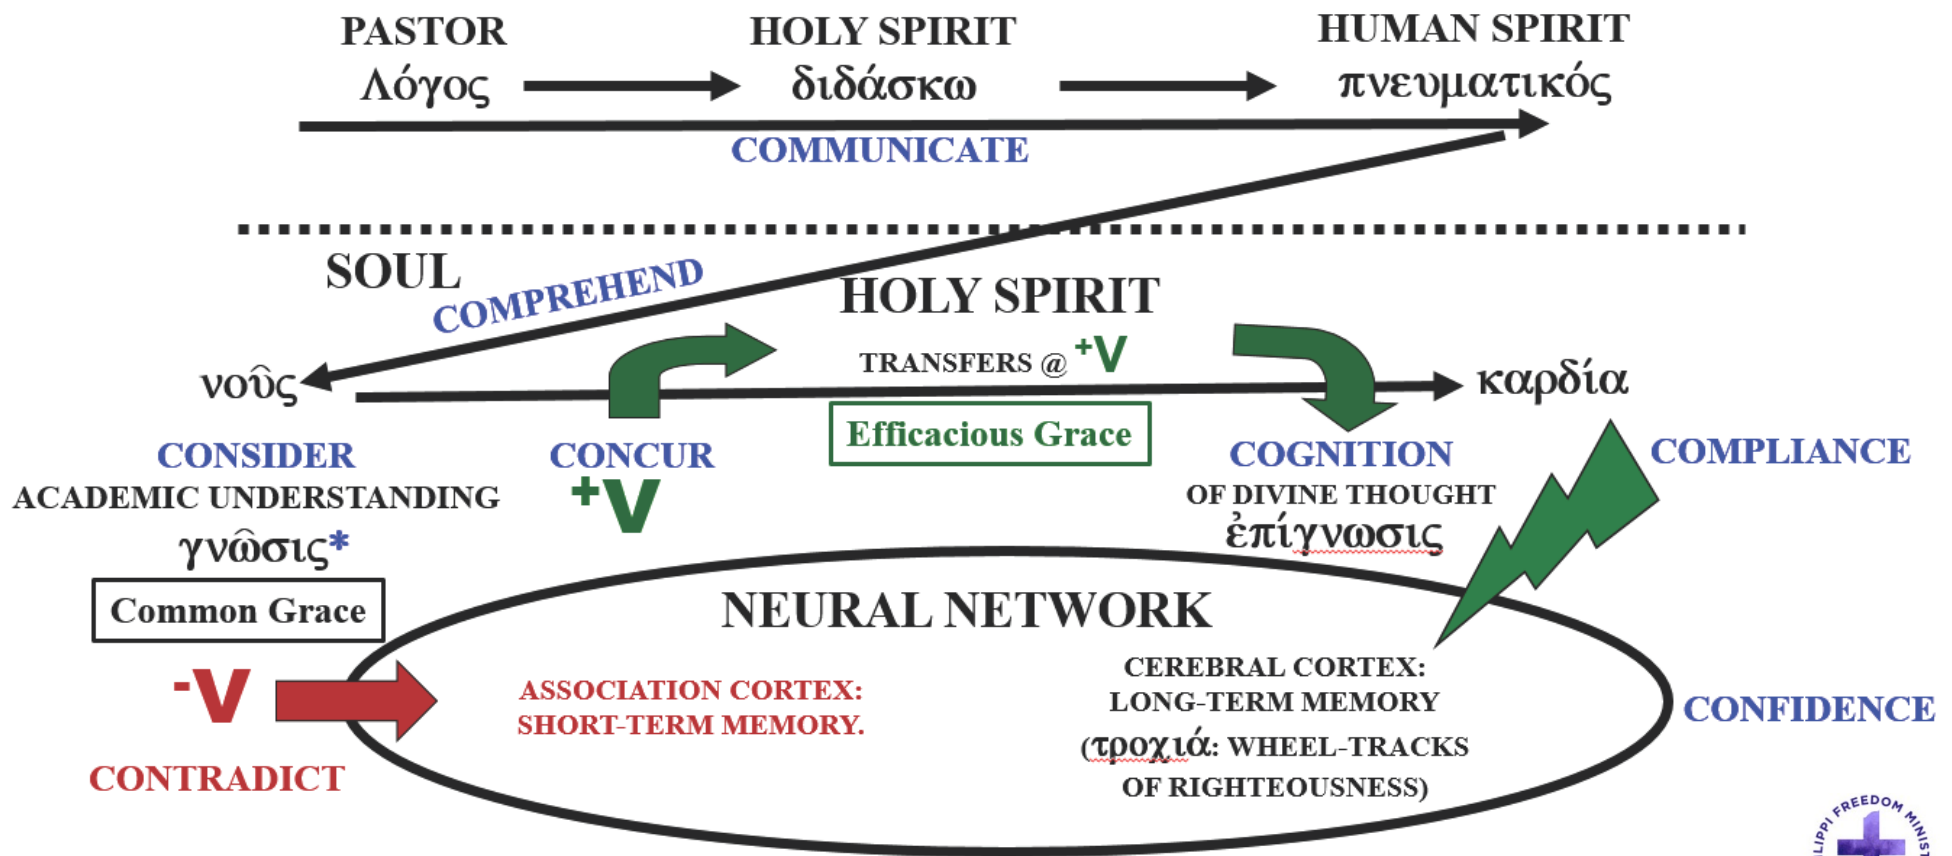 PASTOR
Λόγος
HOLY SPIRIT
διδάσκω
HUMAN SPIRIT
πνευματικός
COMMUNICATE
SOUL
COMPREHEND
HOLY SPIRIT
TRANSFERS @ +V
νοῦς
καρδία
Efficacious Grace
CONSIDER
ACADEMIC UNDERSTANDING
γνῶσις*
Common Grace
CONCUR
+V
COGNITION
OF DIVINE THOUGHT
ἐπίγνωσις
COMPLIANCE
NEURAL NETWORK
-V
CONTRADICT
ASSOCIATION CORTEX:
SHORT-TERM MEMORY.
CEREBRAL CORTEX:
LONG-TERM MEMORY
(τροχιά: WHEEL-TRACKS
OF RIGHTEOUSNESS)
CONFIDENCE
FREEDOM